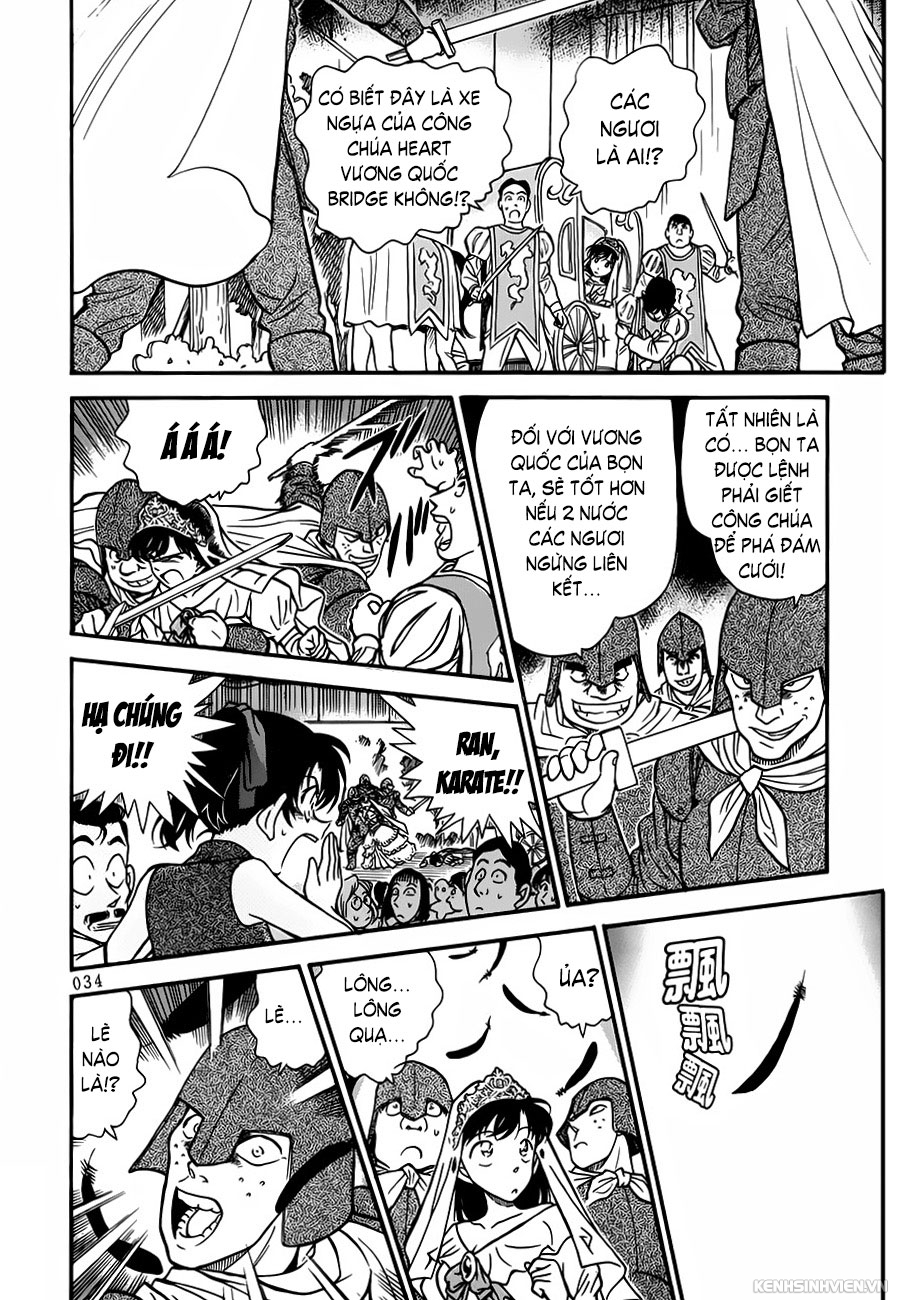 CÁC
NGƯƠI
LÀ AI!?
CÓ BIẾT ĐÂY LÀ XE
NGỰA CỦA CÔNG
CHÚA HEART
VƯƠNG QUỐC
BRIDGE KHÔNG!?
TẤT NHIÊN LÀ
CÓ... BỌN TA
ĐƯỢC LỆNH
PHẢI GIẾT
CÔNG CHÚA
ĐỂ PHÁ ĐÁM
CƯỚI!
ĐỐI VỚI VƯƠNG
QUỐC CỦA BỌN
TA, SẼ TỐT HƠN
NẾU 2 NƯỚC
CÁC NGƯƠI
NGỪNG LIÊN
KẾT...
Á Á Á!
RAN,
KARATE!!
HẠ CHÚNG
ĐI!!
034
飄
飄
飄
ỦA?
LÔNG...
LÔNG
QUẠ...
LÈ...
LÈ
NÀO
LÀ!?
KENHSINHVIEN.VN